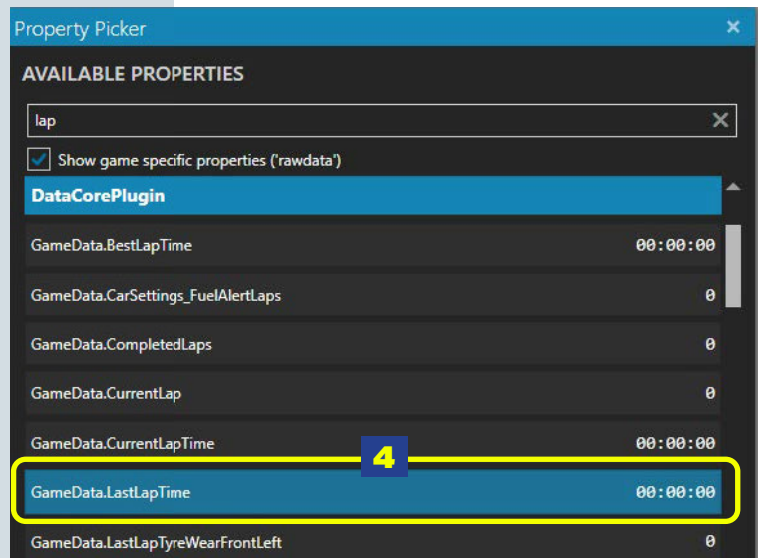 Property Picker ×
AVAILABLE PROPERTIES
lap ×
Show game specific properties ('rawdata')
DataCorePlugin
GameData.BestLapTime 00:00:00
GameData.CarSettings_FuelAlertLaps 0
GameData.CompletedLaps 0
GameData.CurrentLap 0
GameData.CurrentLapTime 00:00:00
4
GameData.LastLapTime 00:00:00
GameData.LastLapTyreWearFrontLeft 0